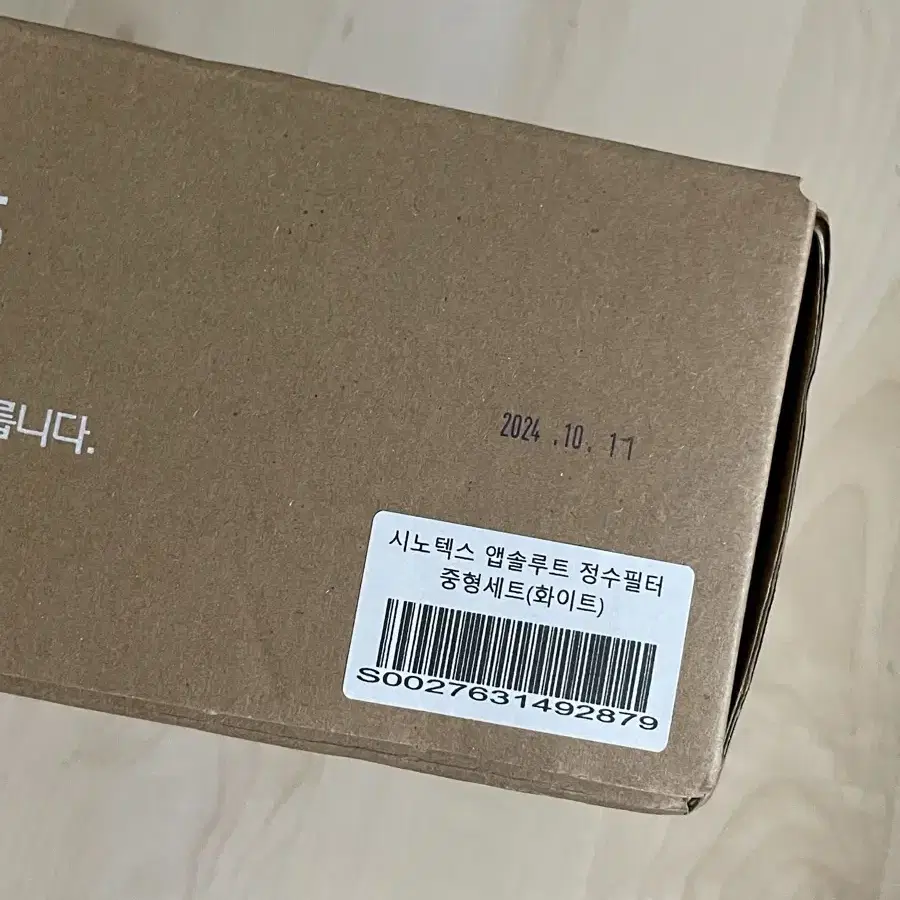 릅니다.
2024 .10. 11
시노텍스 앱솔루트 정수필터
중형세트(화이트)
S0027631492879